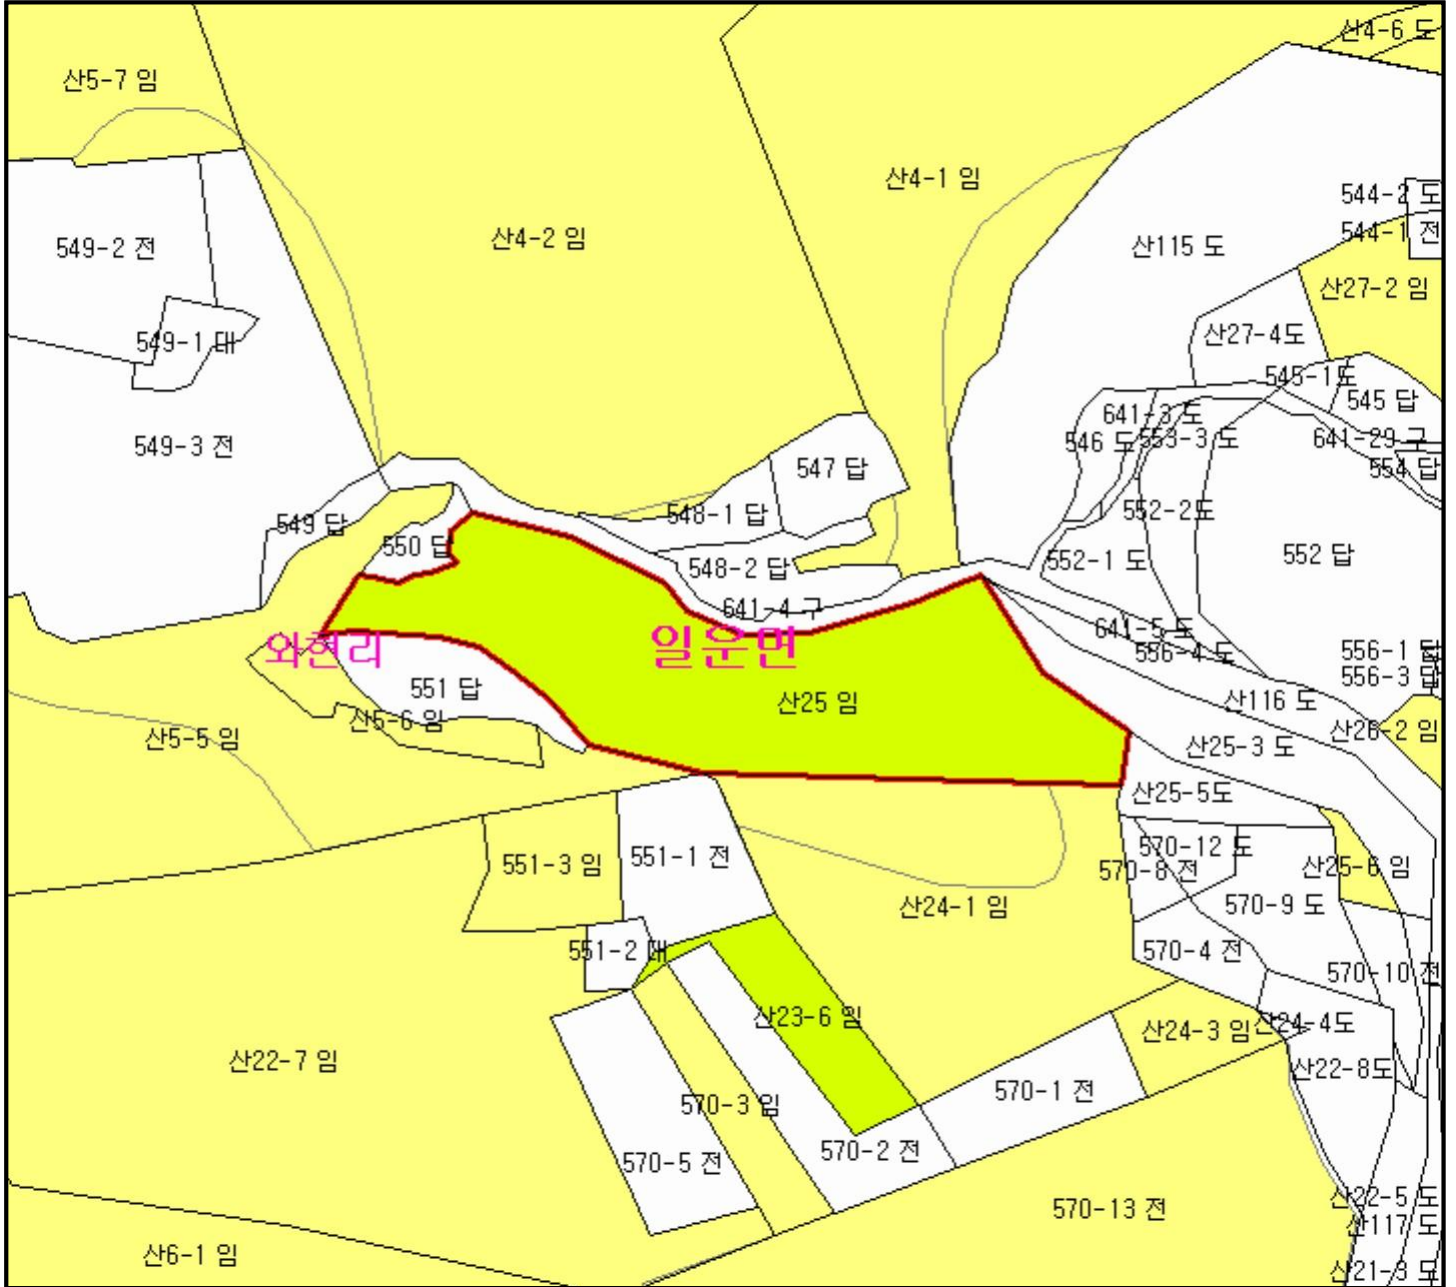 산4-6 도
산5-7 임
산4-1 임
544-2 도
544-1 전
549-2 전
산4-2 임
산115 도
산27-2 임
549-1 대
산27-4도
545-1도
545 답
549-3 전
641-3 도
546 도
553-3 도
641-29 구
547 답
554 답
549 답
548-1 답
552-2도
550 답
552-1 도
552 답
548-2 답
641-4 구
641-5 도
와현리
일운면
556-4 도
556-1 답
556-3 답
551 답
산25 임
산116 도
산5-5 임
산5-6 임
산26-2 임
산25-3 도
산25-5도
551-3 임
551-1 전
570-12 도
570-8 전
산25-6 임
산24-1 임
570-9 도
551-2 대
570-4 전
570-10 전
산23-6 임
산24-3 임
산24-4도
산22-7 임
산22-8도
570-3 임
570-1 전
570-5 전
570-2 전
570-13 전
산22-5 도
산117 도
산6-1 임
산21-3 도